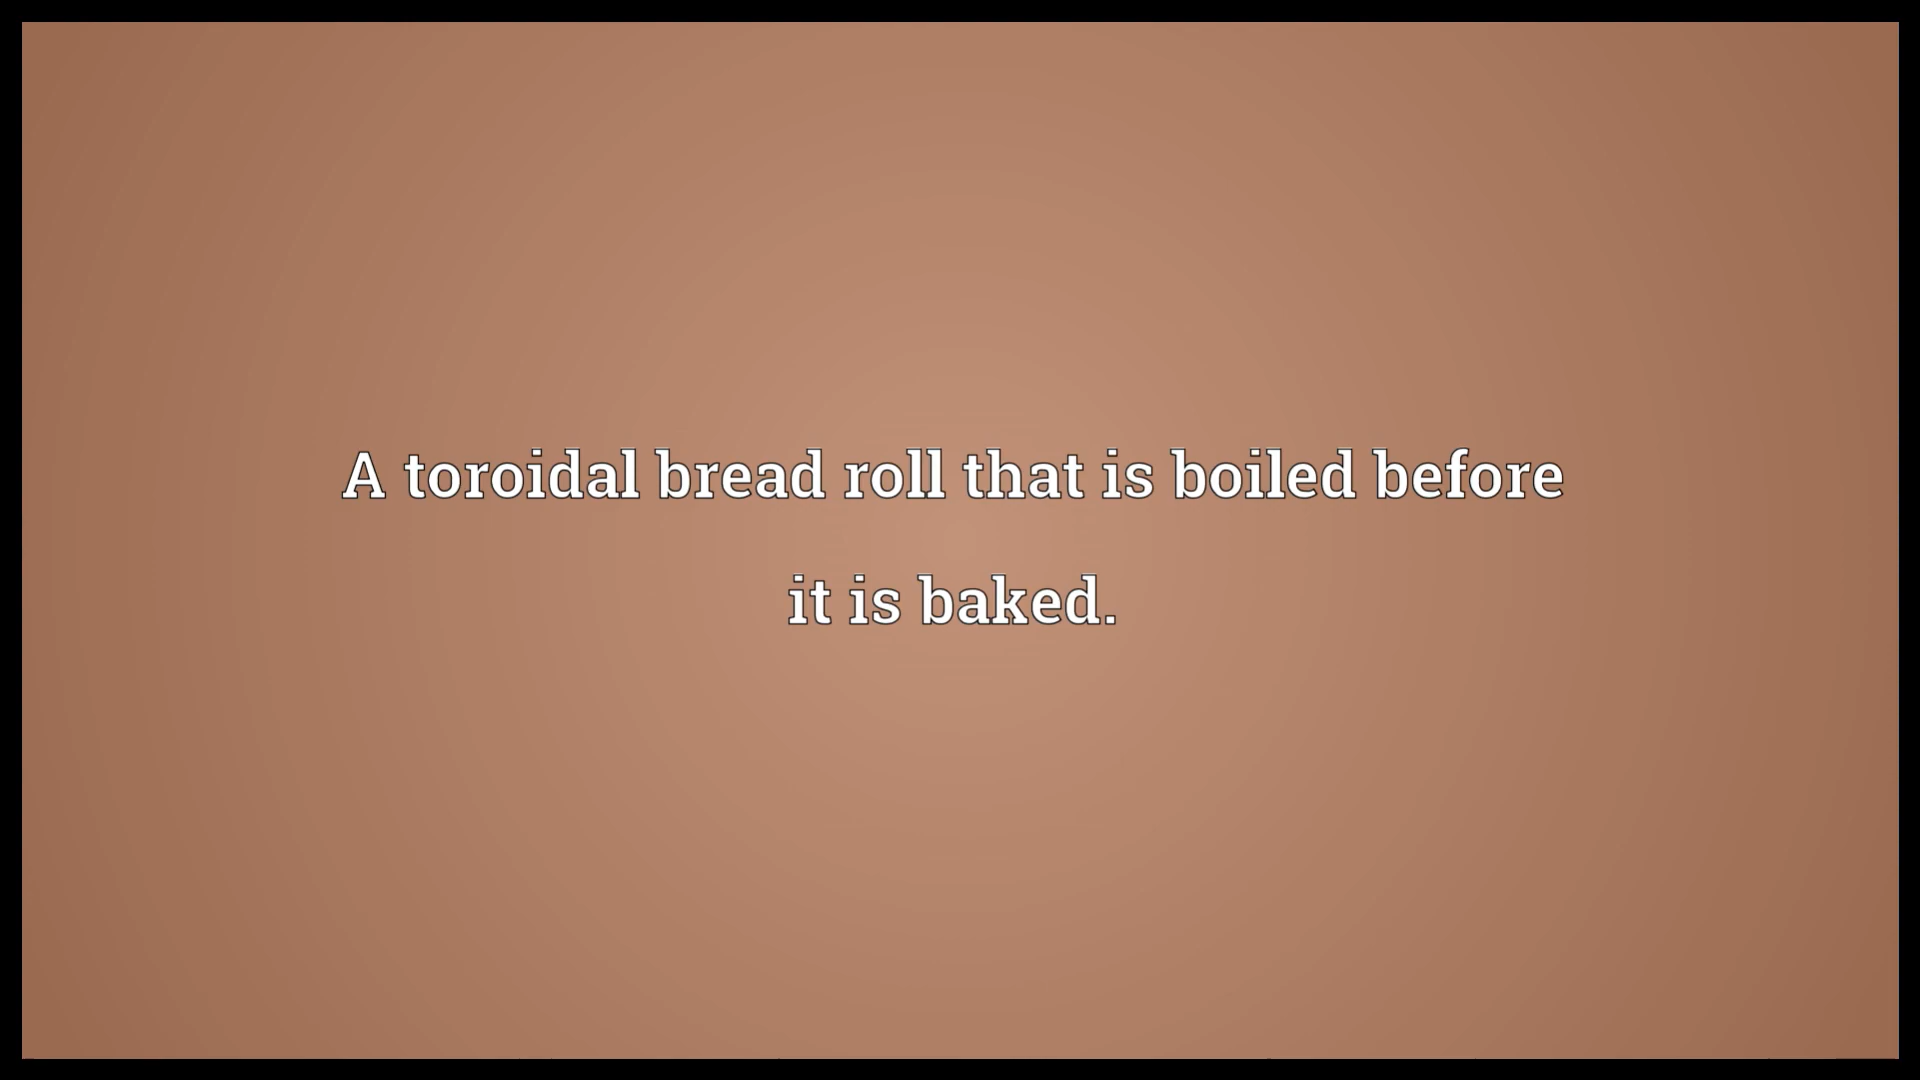 A toroidal bread roll that is boiled before
it is baked.